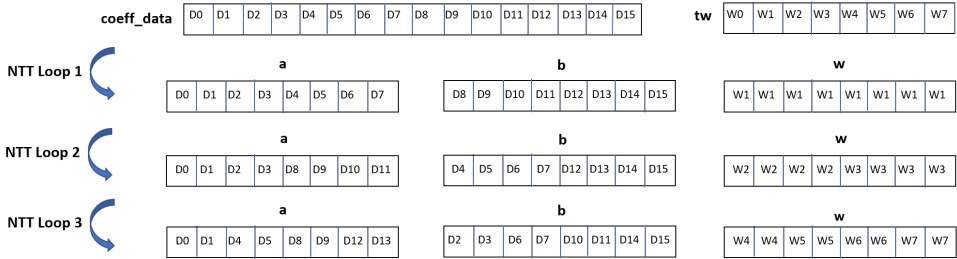 coeff_data D0 D1 D2 D3 D4 D5 D6 D7 D8 D9 D10 D11 D12 D13 D14 D15 tw W0 W1 W2 W3 W4 W5 W6 W7
NTT Loop 1
a b w
D0 D1 D2 D3 D4 D5 D6 D7 D8 D9 D10 D11 D12 D13 D14 D15 W1 W1 W1 W1 W1 W1 W1 W1
NTT Loop 2
a b w
D0 D1 D2 D3 D8 D9 D10 D11 D4 D5 D6 D7 D12 D13 D14 D15 W2 W2 W2 W2 W3 W3 W3 W3
NTT Loop 3
a b w
D0 D1 D4 D5 D8 D9 D12 D13 D2 D3 D6 D7 D10 D11 D14 D15 W4 W4 W5 W5 W6 W6 W7 W7